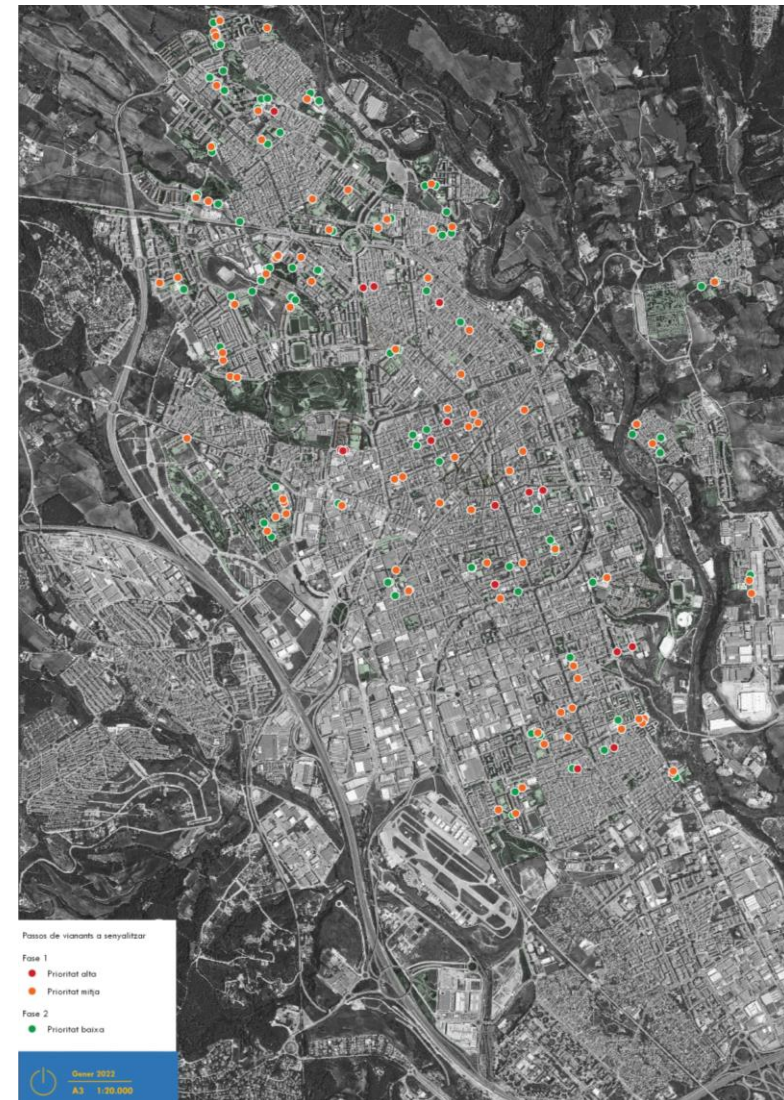 Passos de vianants a senyalitzar
Fase 1
Prioritat alta
Prioritat mitja
Fase 2
Prioritat baixa
Gener 2022
A3 1:20.000